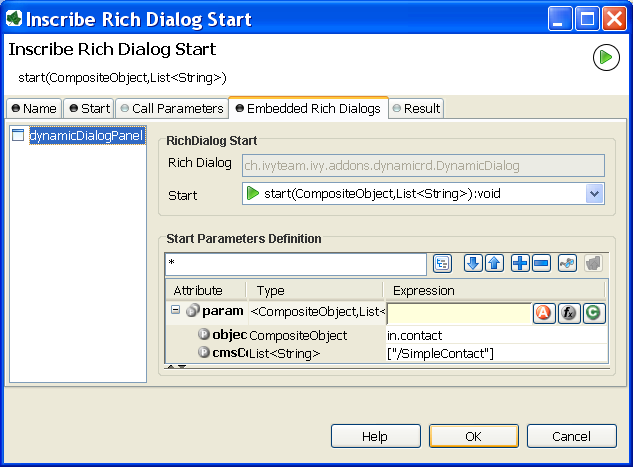 Inscribe Rich Dialog Start
Inscribe Rich Dialog Start
start(CompositeObject,List<String>)
Name Start Call Parameters Embedded Rich Dialogs Result
dynamicDialogPanel
RichDialog Start
Rich Dialog ch.ivyteam.ivy.addons.dynamicrd.DynamicDialog
Start start(CompositeObject,List<String>):void
Start Parameters Definition
*
Attribute Type Expression
param <CompositeObject,List<
objec CompositeObject in.contact
cmsCo List<String> ["/SimpleContact"]
Help OK Cancel